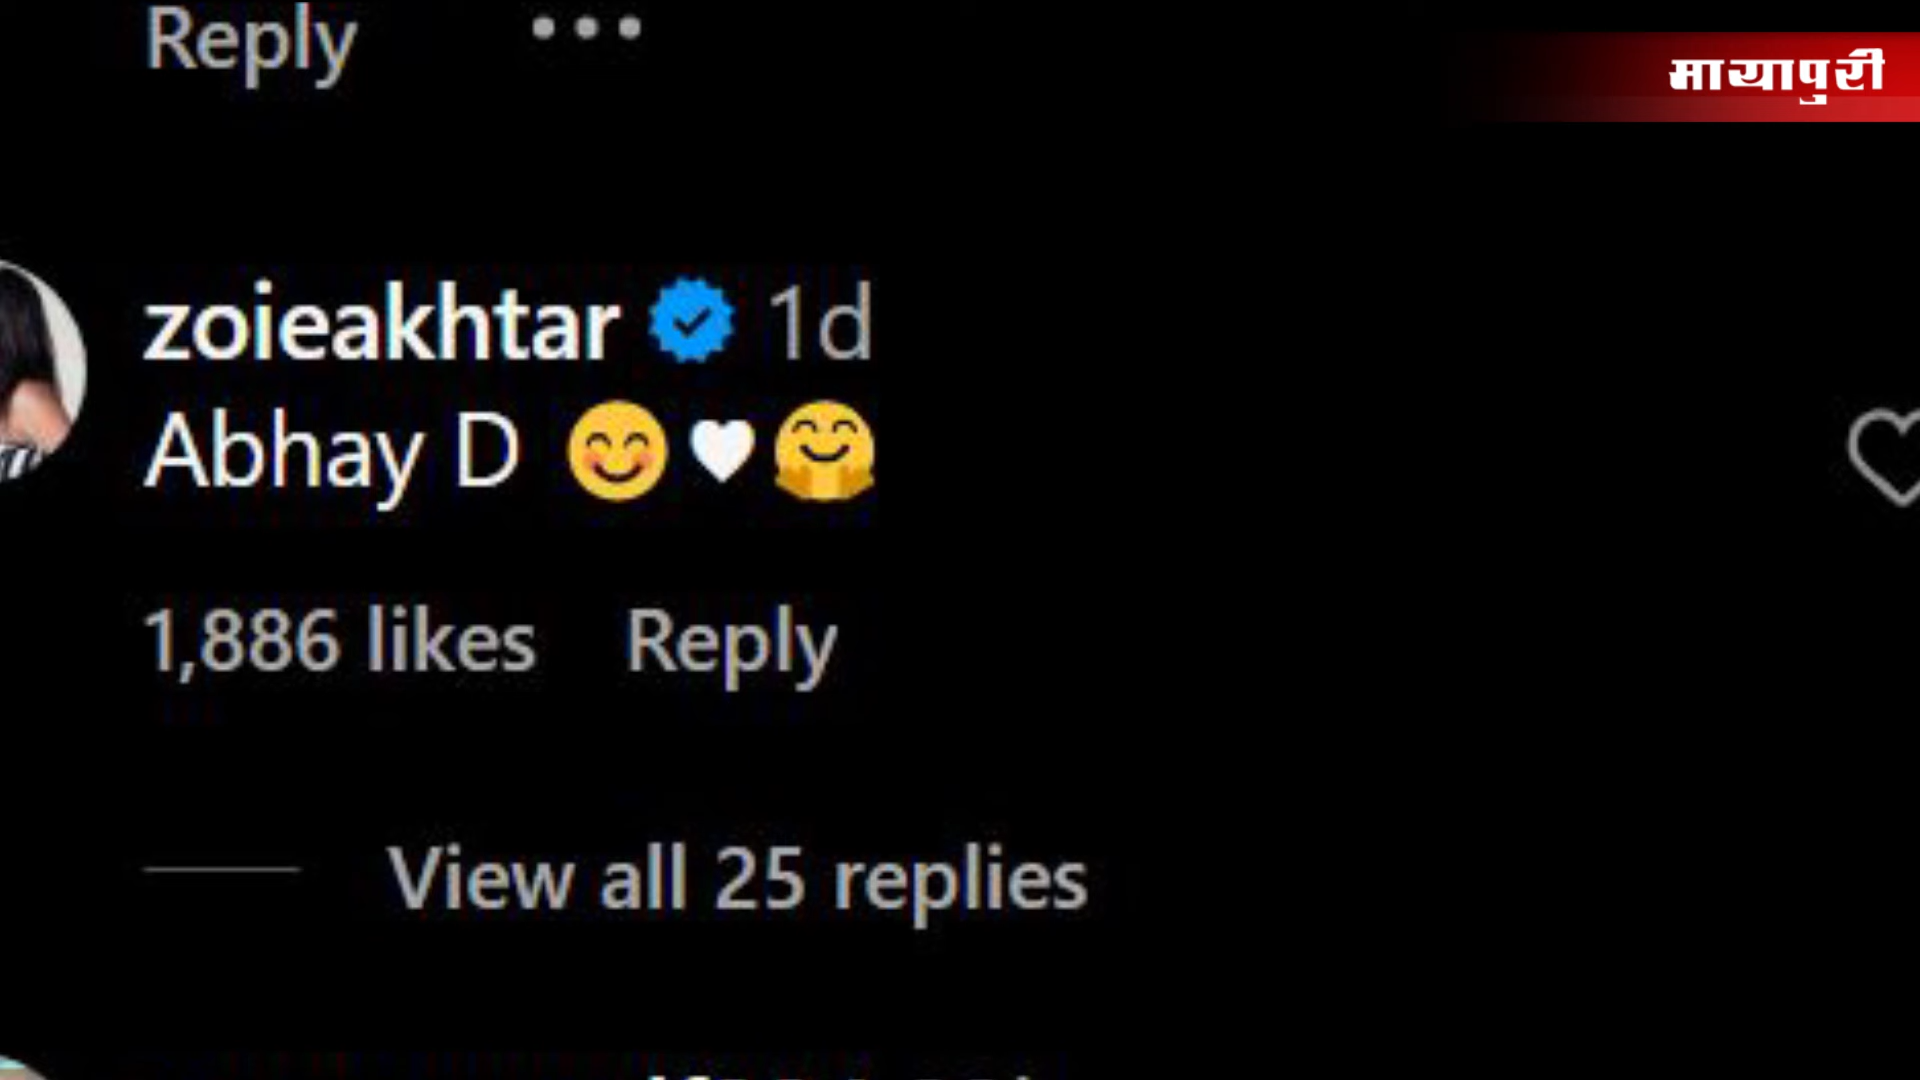 Reply •••
मायापुरी
zoieakhtar 1d
Abhay D 😊🤍🤗
1,886 likes Reply
View all 25 replies